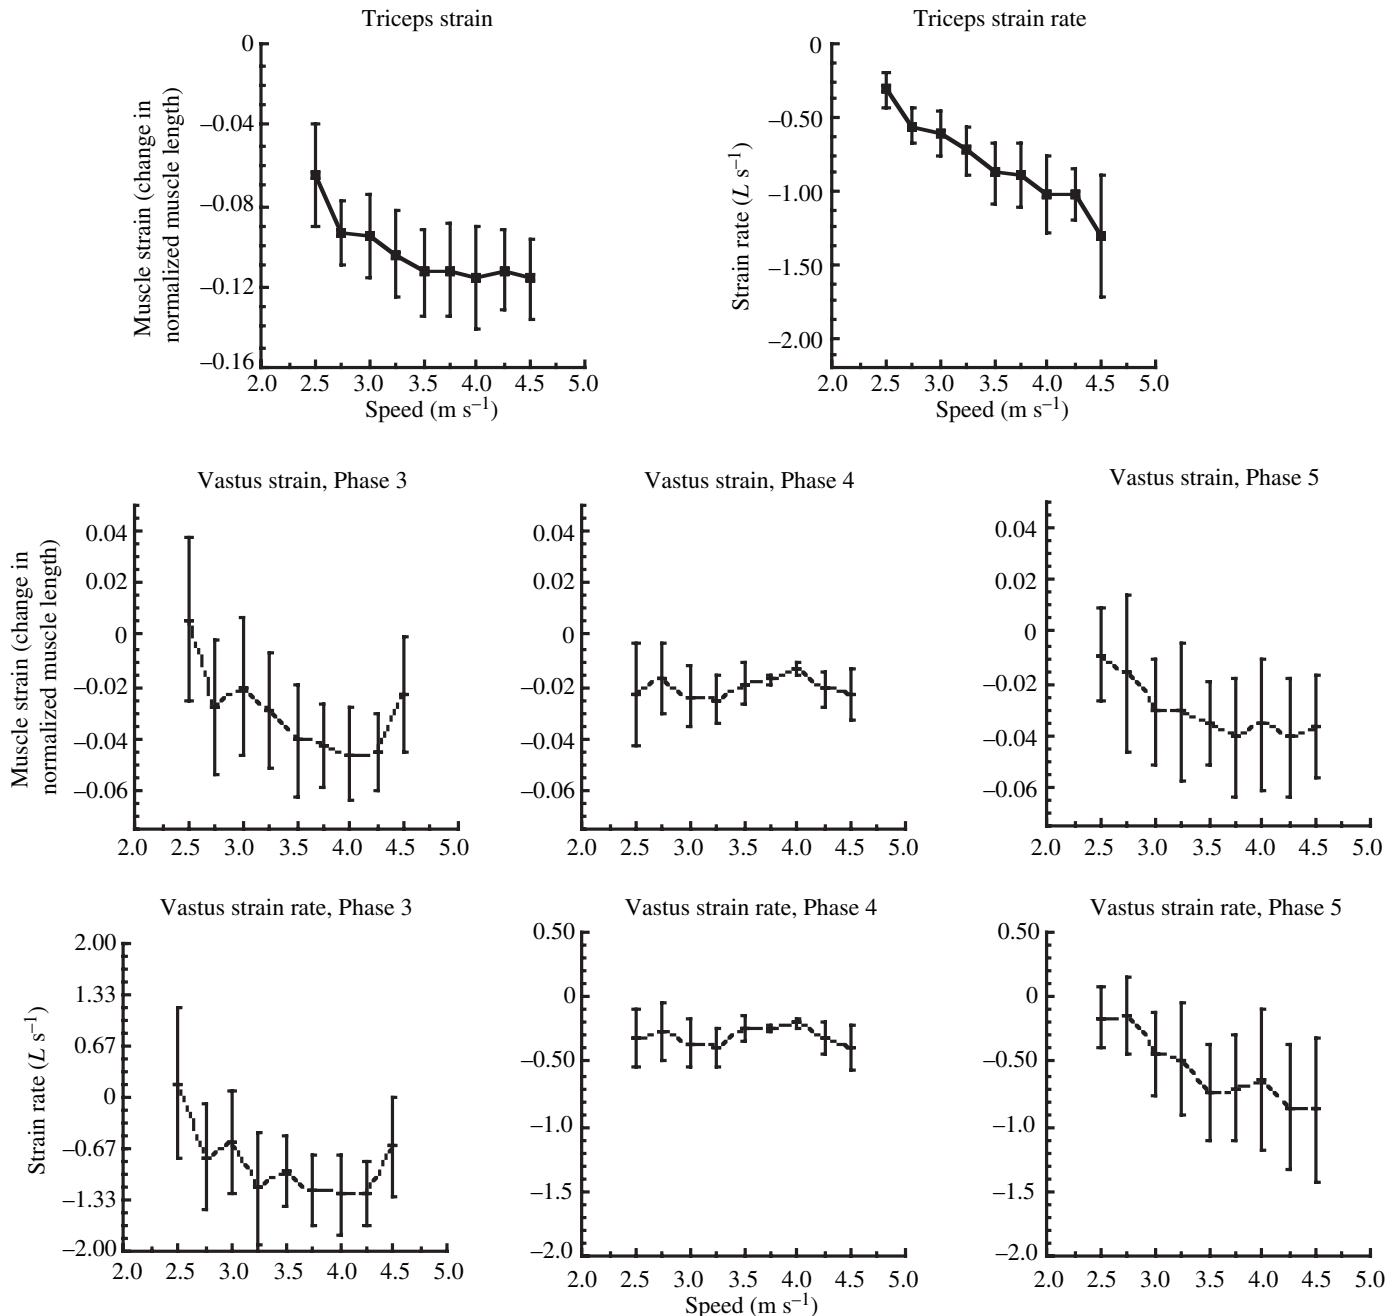 Triceps strain
Muscle strain (change in
normalized muscle length)
0
–0.04
–0.08
–0.12
–0.16
2.0 2.5 3.0 3.5 4.0 4.5 5.0
Speed (m s–1)
Triceps strain rate
Strain rate (L s–1)
0
–0.50
–1.00
–1.50
–2.00
2.0 2.5 3.0 3.5 4.0 4.5 5.0
Speed (m s–1)
Vastus strain, Phase 3
Muscle strain (change in
normalized muscle length)
0.04
0.02
0
–0.02
–0.04
–0.06
2.0 2.5 3.0 3.5 4.0 4.5 5.0
Vastus strain, Phase 4
0.04
0.02
0
–0.02
–0.04
–0.06
2.0 2.5 3.0 3.5 4.0 4.5 5.0
Vastus strain, Phase 5
0.04
0.02
0
–0.02
–0.04
–0.06
2.0 2.5 3.0 3.5 4.0 4.5 5.0
Vastus strain rate, Phase 3
Strain rate (L s–1)
2.00
1.33
0.67
0
–0.67
–1.33
–2.00
2.0 2.5 3.0 3.5 4.0 4.5 5.0
Vastus strain rate, Phase 4
0.50
0
–0.50
–1.0
–1.5
–2.0
2.0 2.5 3.0 3.5 4.0 4.5 5.0
Speed (m s–1)
Vastus strain rate, Phase 5
0.50
0
–0.50
–1.0
–1.5
–2.0
2.0 2.5 3.0 3.5 4.0 4.5 5.0